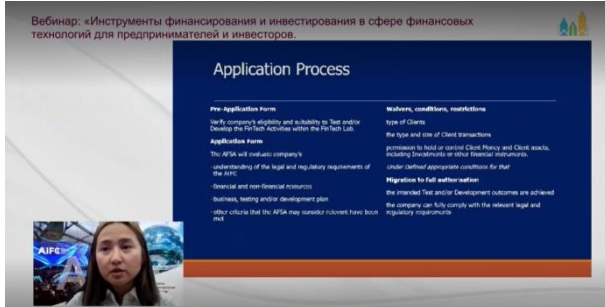 Вебинар: «Инструменты финансирования и инвестирования в сфере финансовых
технологий для предпринимателей и инвесторов.
Application Process
Pre-Application Form
Verify company's eligibility and suitability to Test and/or
Develop the FinTech Activities within the FinTech Lab.
Application Form
The AFSA will evaluate company's
-understanding of the legal and regulatory requirements of
the AIFC
-financial and non-financial resources
-business, testing and/or development plan
-other criteria that the AFSA may consider relevant have been
met
Waivers, conditions, restrictions
type of Clients
the type and size of Client transactions
permission to hold or control Client Money and Client assets,
including Investments or other financial instruments.
Under Defined appropriate conditions for that
Migration to full authorisation
the intended Test and/or Development outcomes are achieved
the company can fully comply with the relevant legal and
regulatory requirements
AIFC